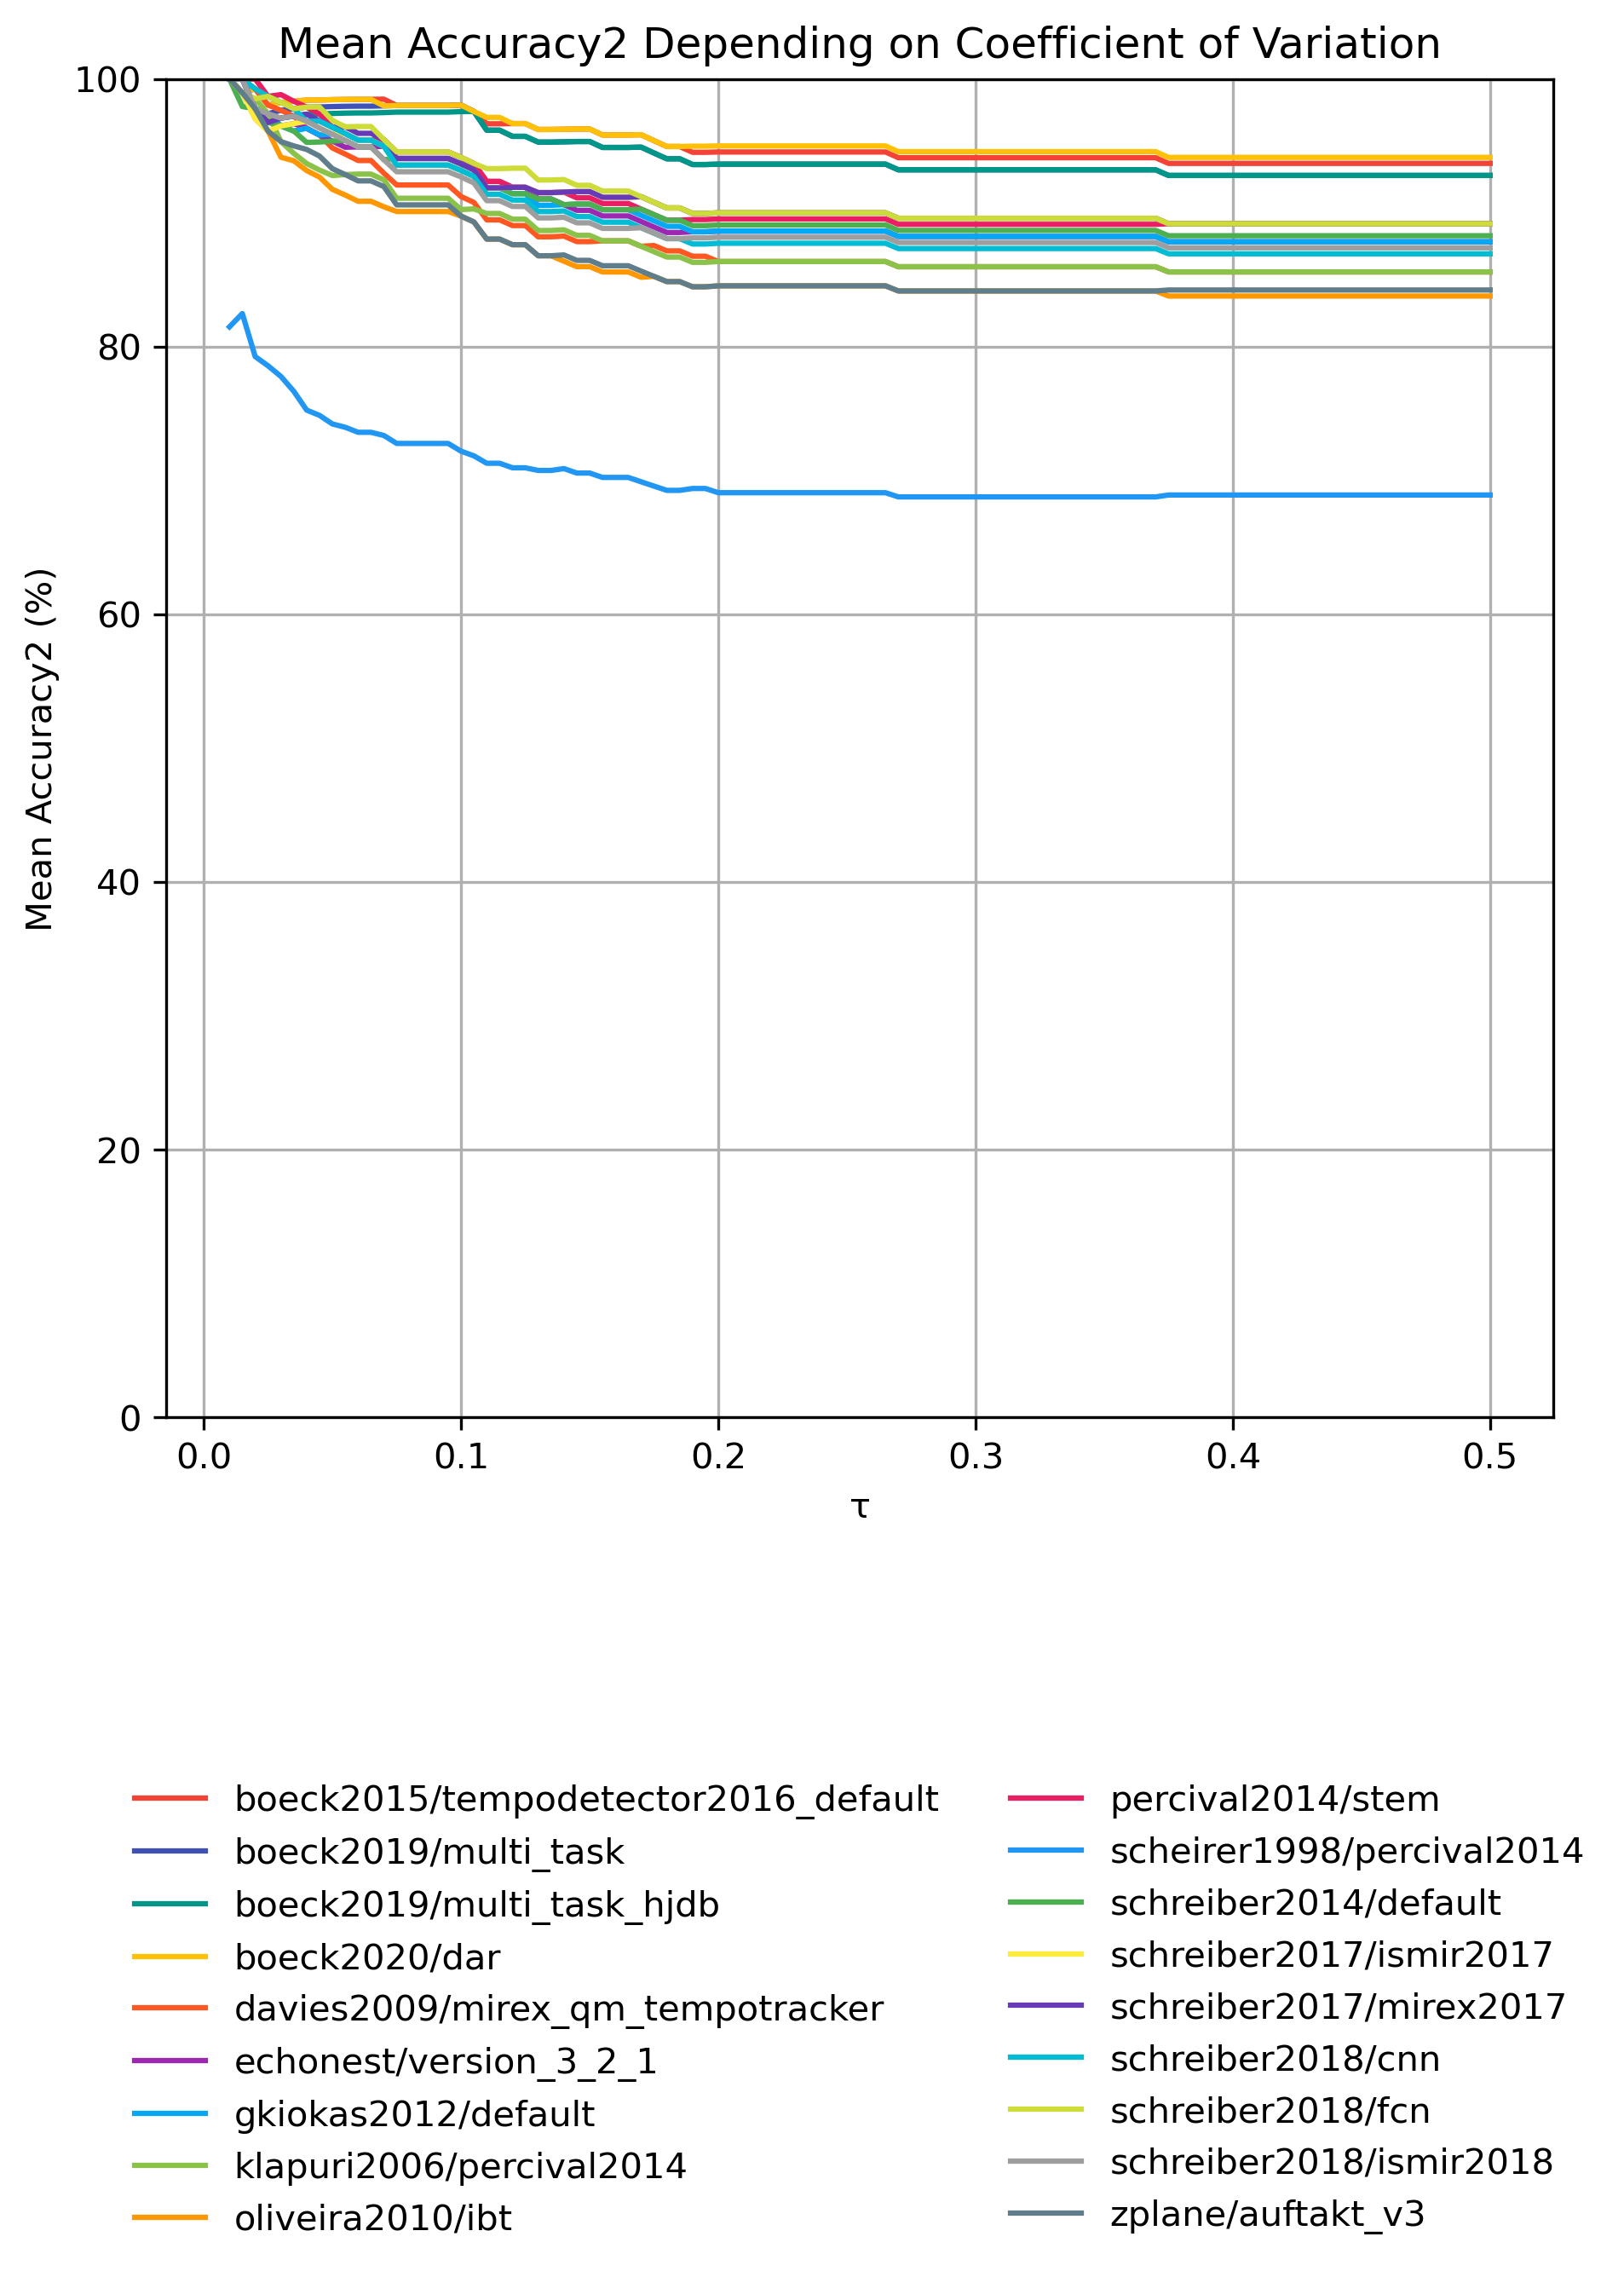 Mean Accuracy2 Depending on Coefficient of Variation
100
80
60
40
20
0
Mean Accuracy2 (%)
0.0 0.1 0.2 0.3 0.4 0.5
τ
boeck2015/tempodetector2016_default
boeck2019/multi_task
boeck2019/multi_task_hjdb
boeck2020/dar
davies2009/mirex_qm_tempotracker
echonest/version_3_2_1
gkiokas2012/default
klapuri2006/percival2014
oliveira2010/ibt
percival2014/stem
scheirer1998/percival2014
schreiber2014/default
schreiber2017/ismir2017
schreiber2017/mirex2017
schreiber2018/cnn
schreiber2018/fcn
schreiber2018/ismir2018
zplane/auftakt_v3